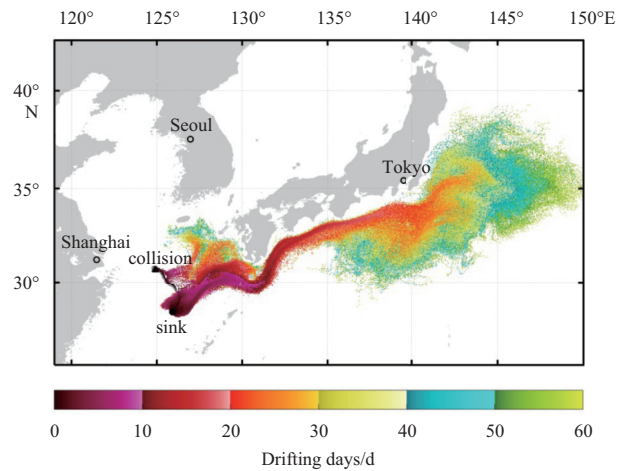 120° 125° 130° 135° 140° 145° 150°E
40°
N
Seoul
Tokyo
35°
Shanghai
collision
30°
sink
0 10 20 30 40 50 60
Drifting days/d